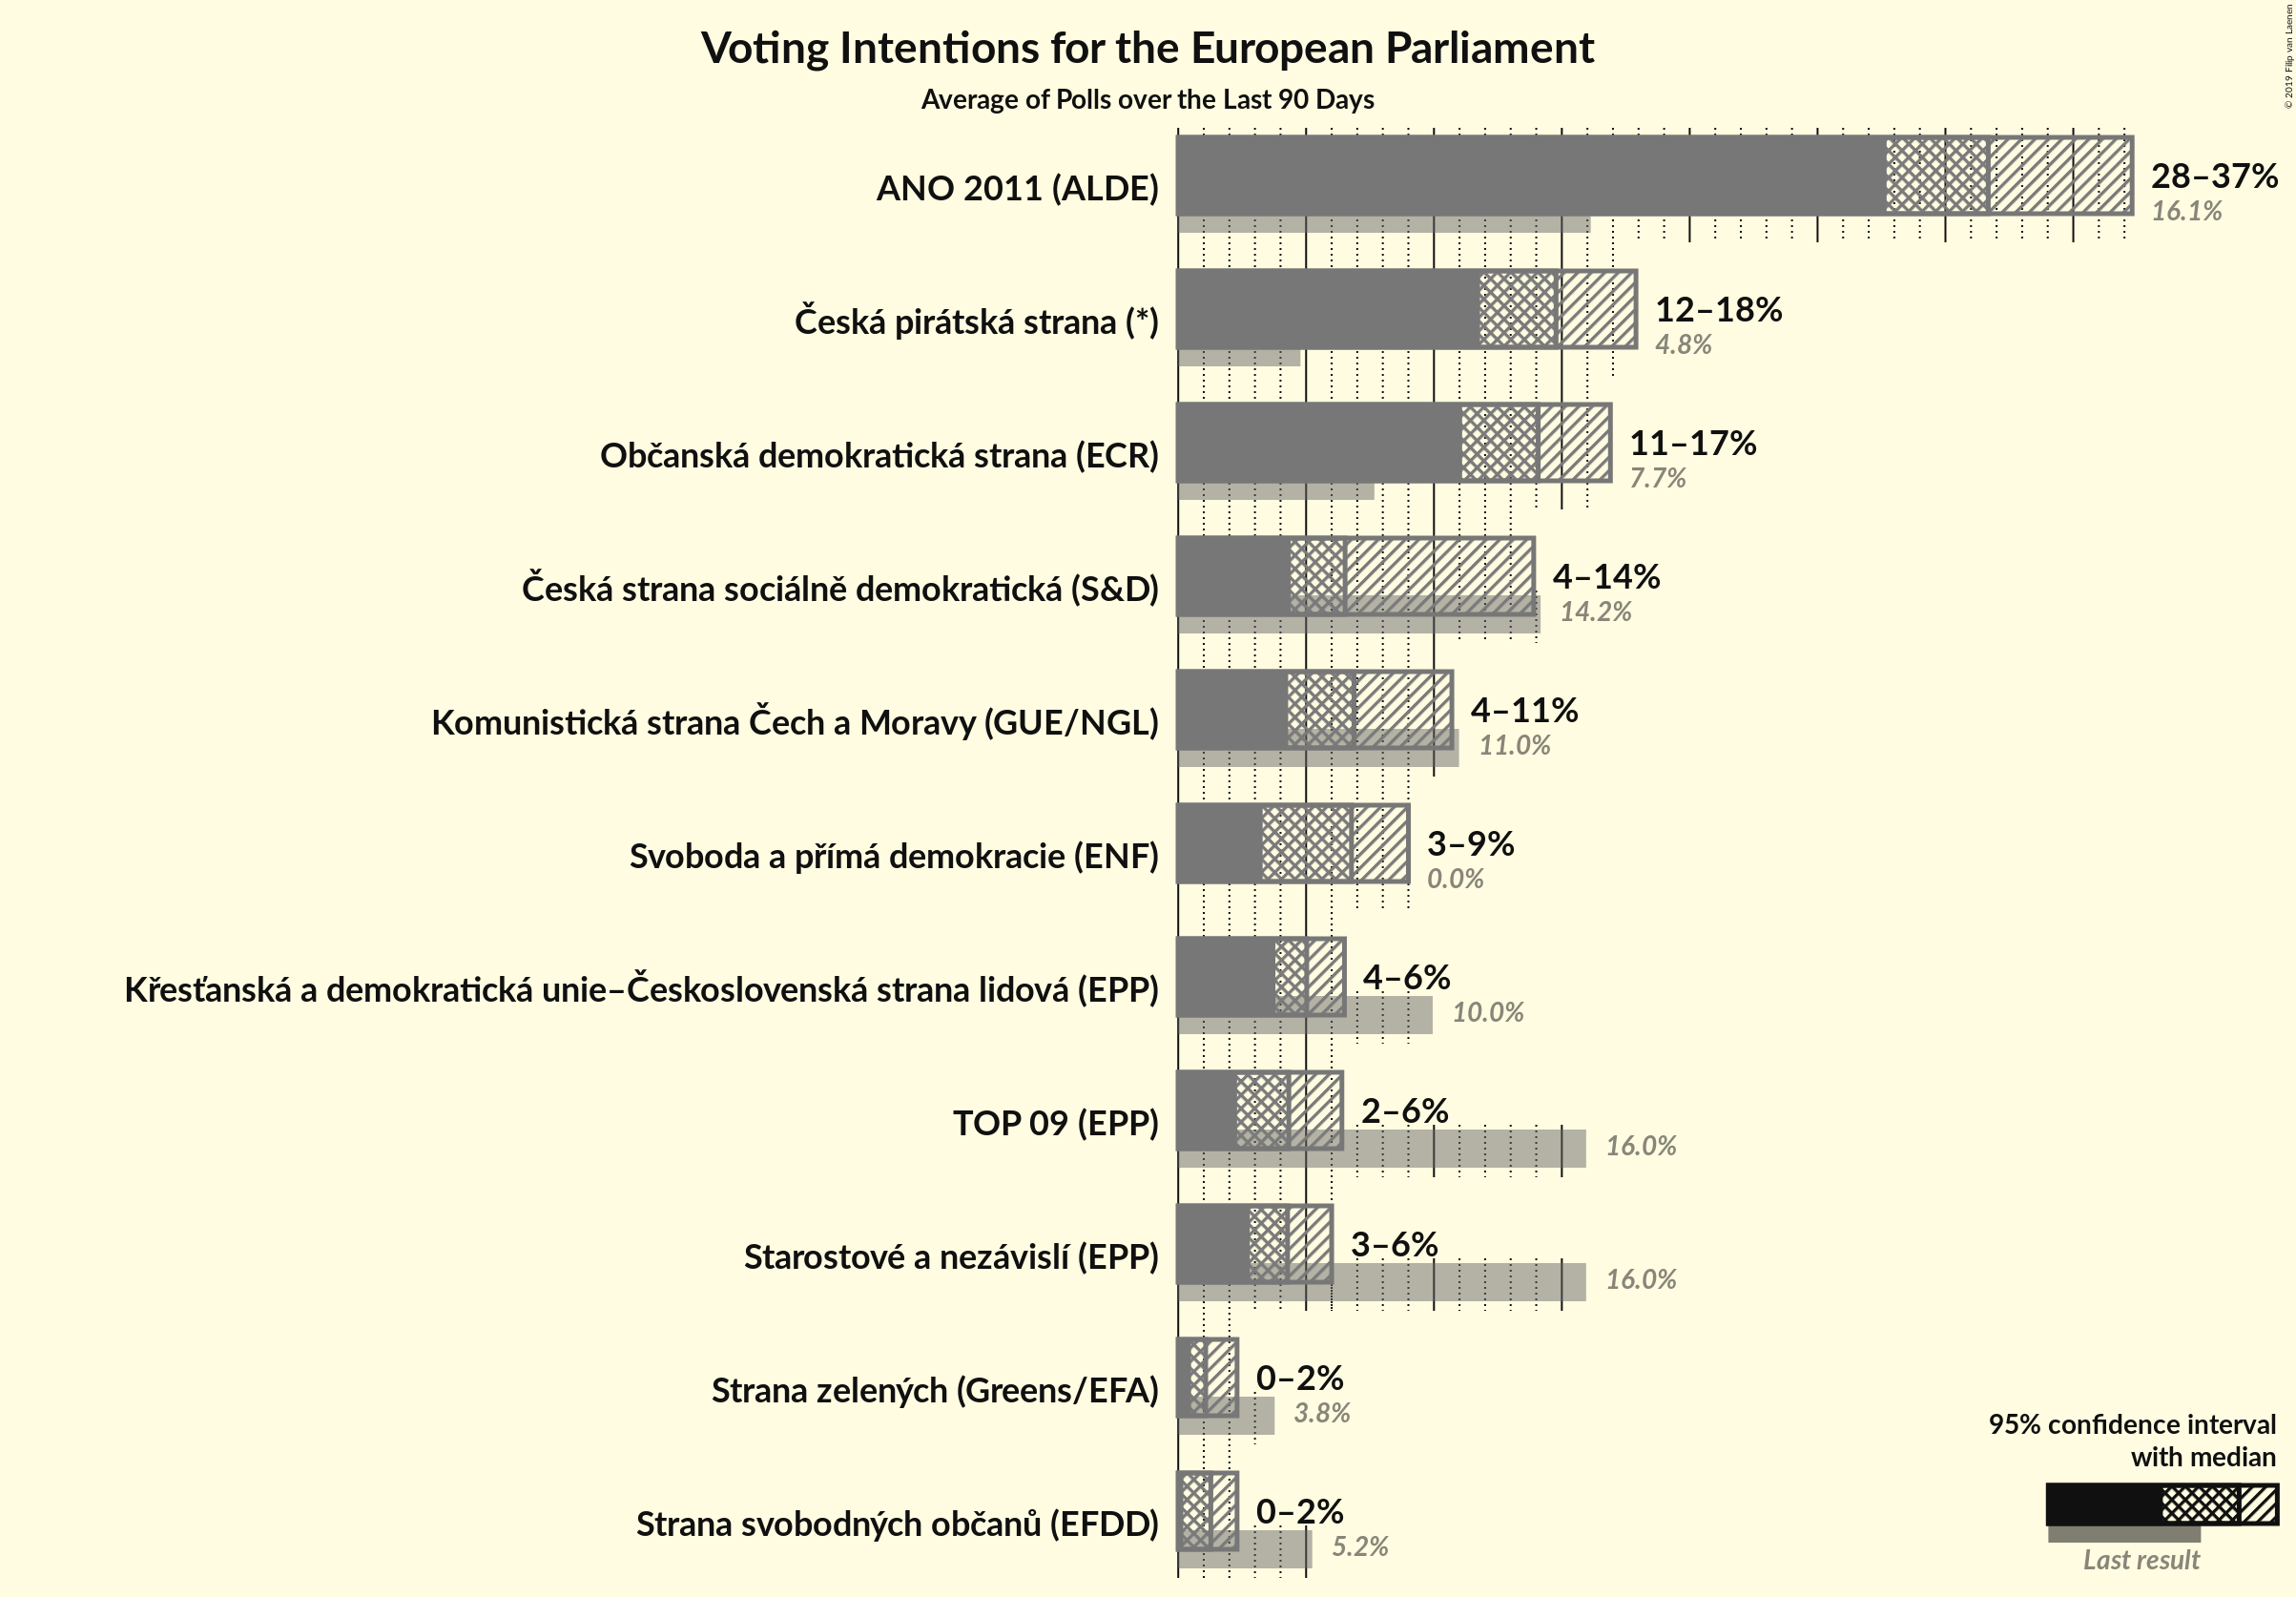 © 2019 Filip van Laenen
Voting Intentions for the European Parliament
Average of Polls over the Last 90 Days
ANO 2011 (ALDE)
28–37%
16.1%
Česká pirátská strana (*)
12–18%
4.8%
Občanská demokratická strana (ECR)
11–17%
7.7%
Česká strana sociálně demokratická (S&D)
4–14%
14.2%
Komunistická strana Čech a Moravy (GUE/NGL)
4–11%
11.0%
Svoboda a přímá demokracie (ENF)
3–9%
0.0%
Křesťanská a demokratická unie–Československá strana lidová (EPP)
4–6%
10.0%
TOP 09 (EPP)
2–6%
16.0%
Starostové a nezávislí (EPP)
3–6%
16.0%
Strana zelených (Greens/EFA)
0–2%
3.8%
Strana svobodných občanů (EFDD)
0–2%
5.2%
95% confidence interval
with median
Last result